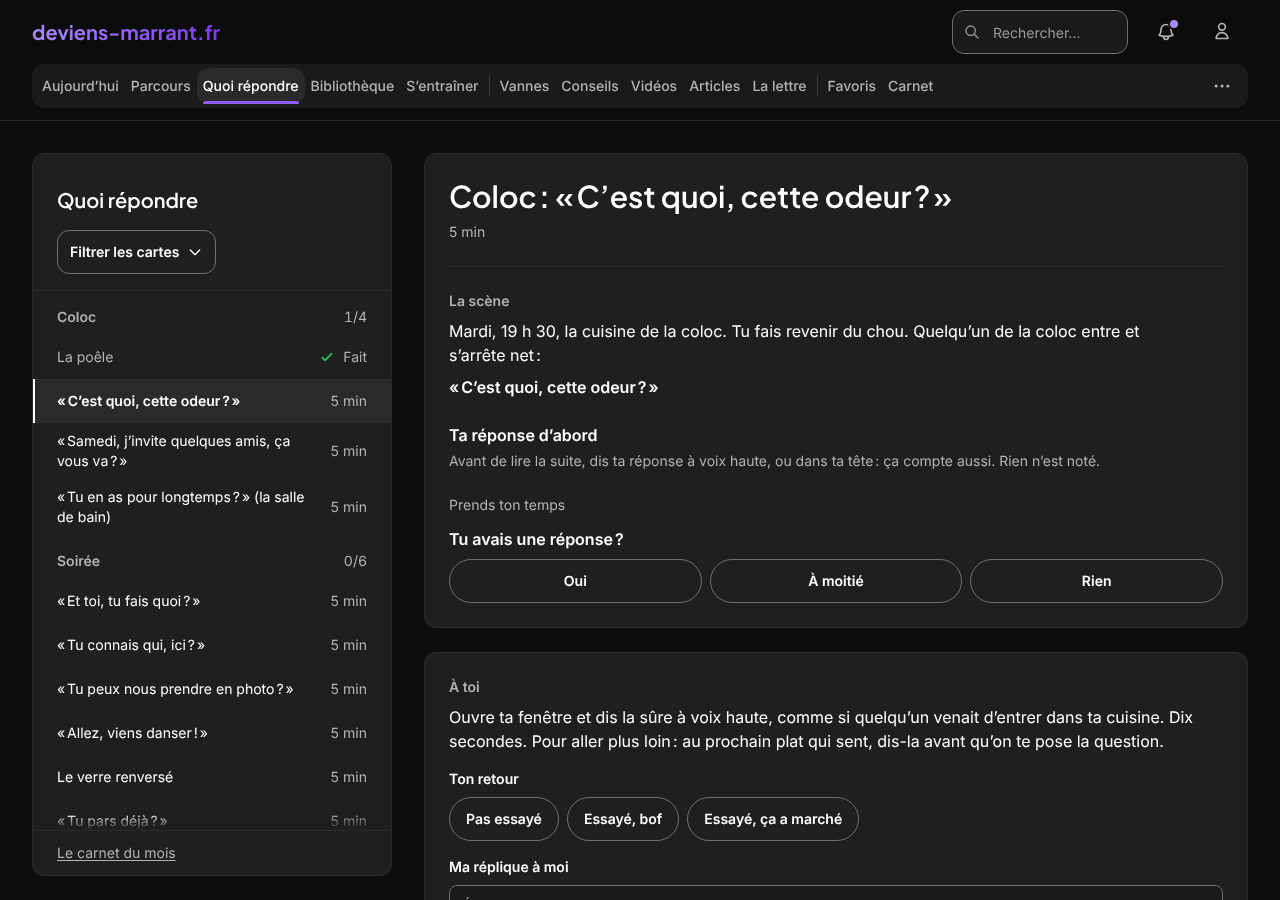 deviens-marrant.fr
Rechercher...
Aujourd’hui Parcours Quoi répondre Bibliothèque S’entraîner Vannes Conseils Vidéos Articles La lettre Favoris Carnet
Quoi répondre
Filtrer les cartes
Coloc 1/4
La poêle Fait
« C’est quoi, cette odeur ? » 5 min
« Samedi, j’invite quelques amis, ça
vous va ? » 5 min
« Tu en as pour longtemps ? » (la salle
de bain) 5 min
Soirée 0/6
« Et toi, tu fais quoi ? » 5 min
« Tu connais qui, ici ? » 5 min
« Tu peux nous prendre en photo ? » 5 min
« Allez, viens danser ! » 5 min
Le verre renversé 5 min
« Tu pars déjà ? » 5 min
Le carnet du mois
Coloc : « C’est quoi, cette odeur ? »
5 min
La scène
Mardi, 19 h 30, la cuisine de la coloc. Tu fais revenir du chou. Quelqu’un de la coloc entre et
s’arrête net :
« C’est quoi, cette odeur ? »
Ta réponse d’abord
Avant de lire la suite, dis ta réponse à voix haute, ou dans ta tête : ça compte aussi. Rien n’est noté.
Prends ton temps
Tu avais une réponse ?
Oui À moitié Rien
À toi
Ouvre ta fenêtre et dis la sûre à voix haute, comme si quelqu’un venait d’entrer dans ta cuisine. Dix
secondes. Pour aller plus loin : au prochain plat qui sent, dis-la avant qu’on te pose la question.
Ton retour
Pas essayé Essayé, bof Essayé, ça a marché
Ma réplique à moi